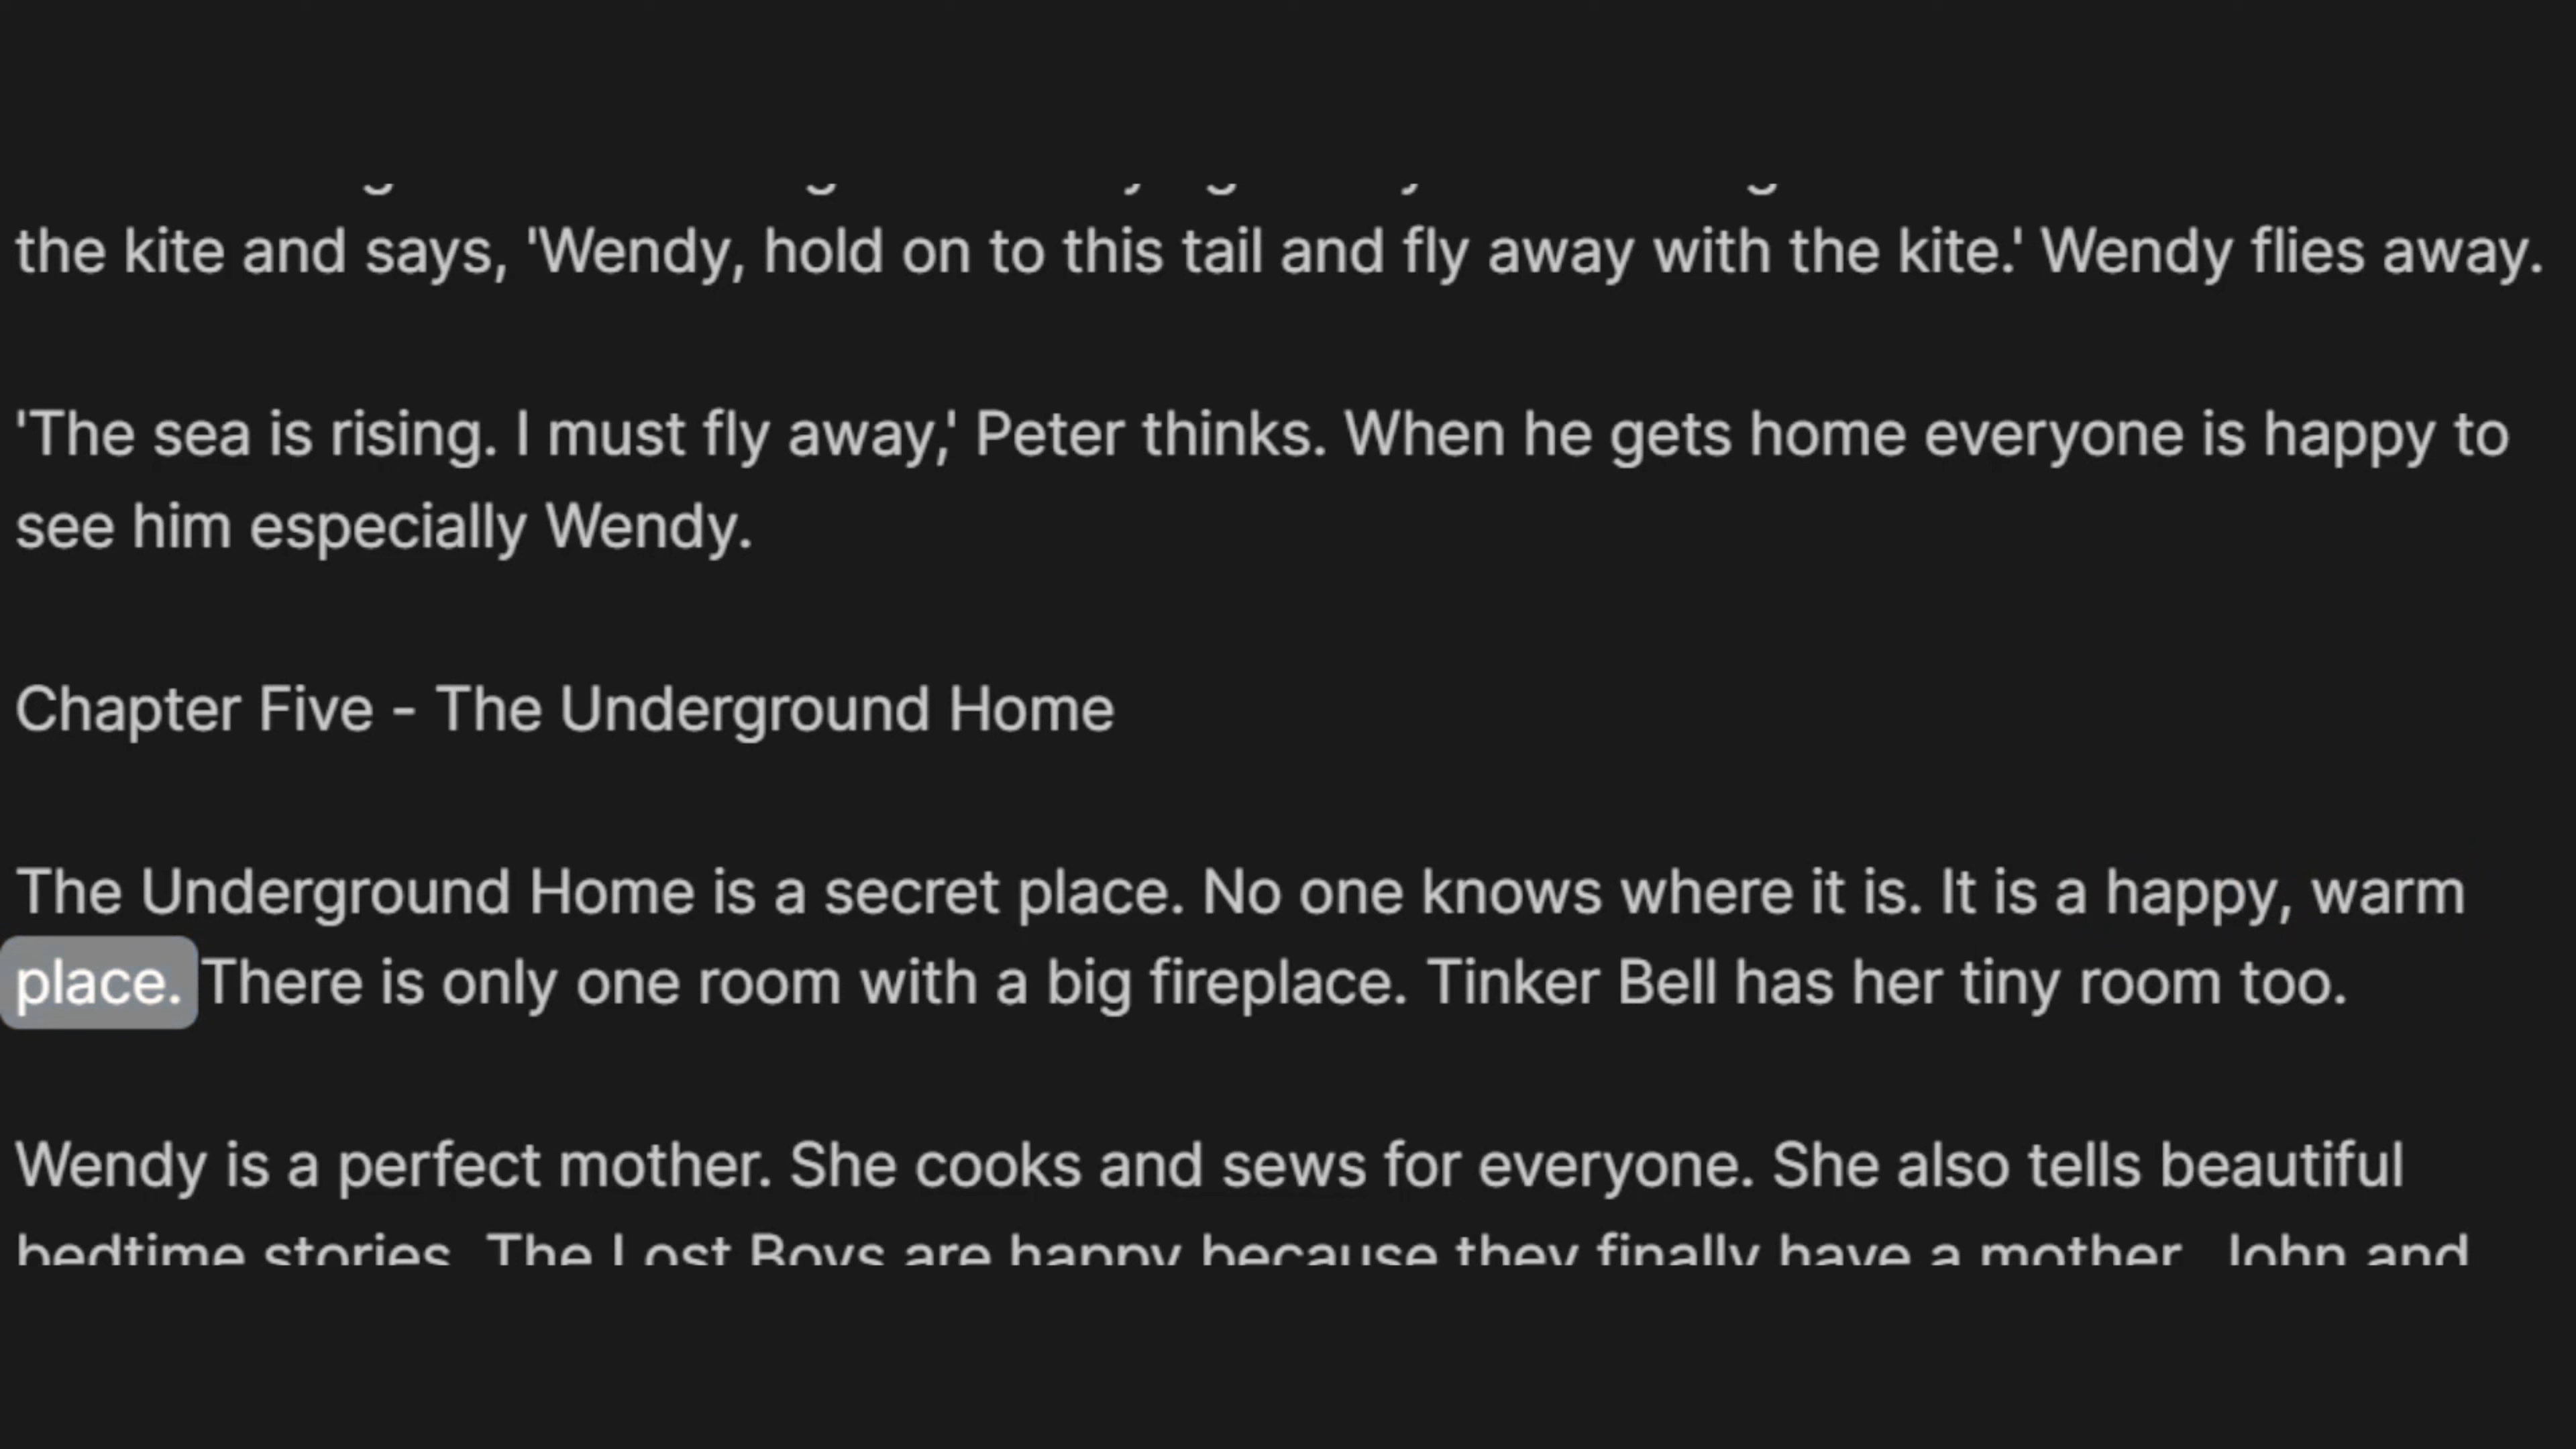 the kite and says, 'Wendy, hold on to this tail and fly away with the kite.' Wendy flies away.
'The sea is rising. I must fly away,' Peter thinks. When he gets home everyone is happy to
see him especially Wendy.
Chapter Five - The Underground Home
The Underground Home is a secret place. No one knows where it is. It is a happy, warm
place. There is only one room with a big fireplace. Tinker Bell has her tiny room too.
Wendy is a perfect mother. She cooks and sews for everyone. She also tells beautiful
bedtime stories. The Lost Boys are happy because they finally have a mother. John and